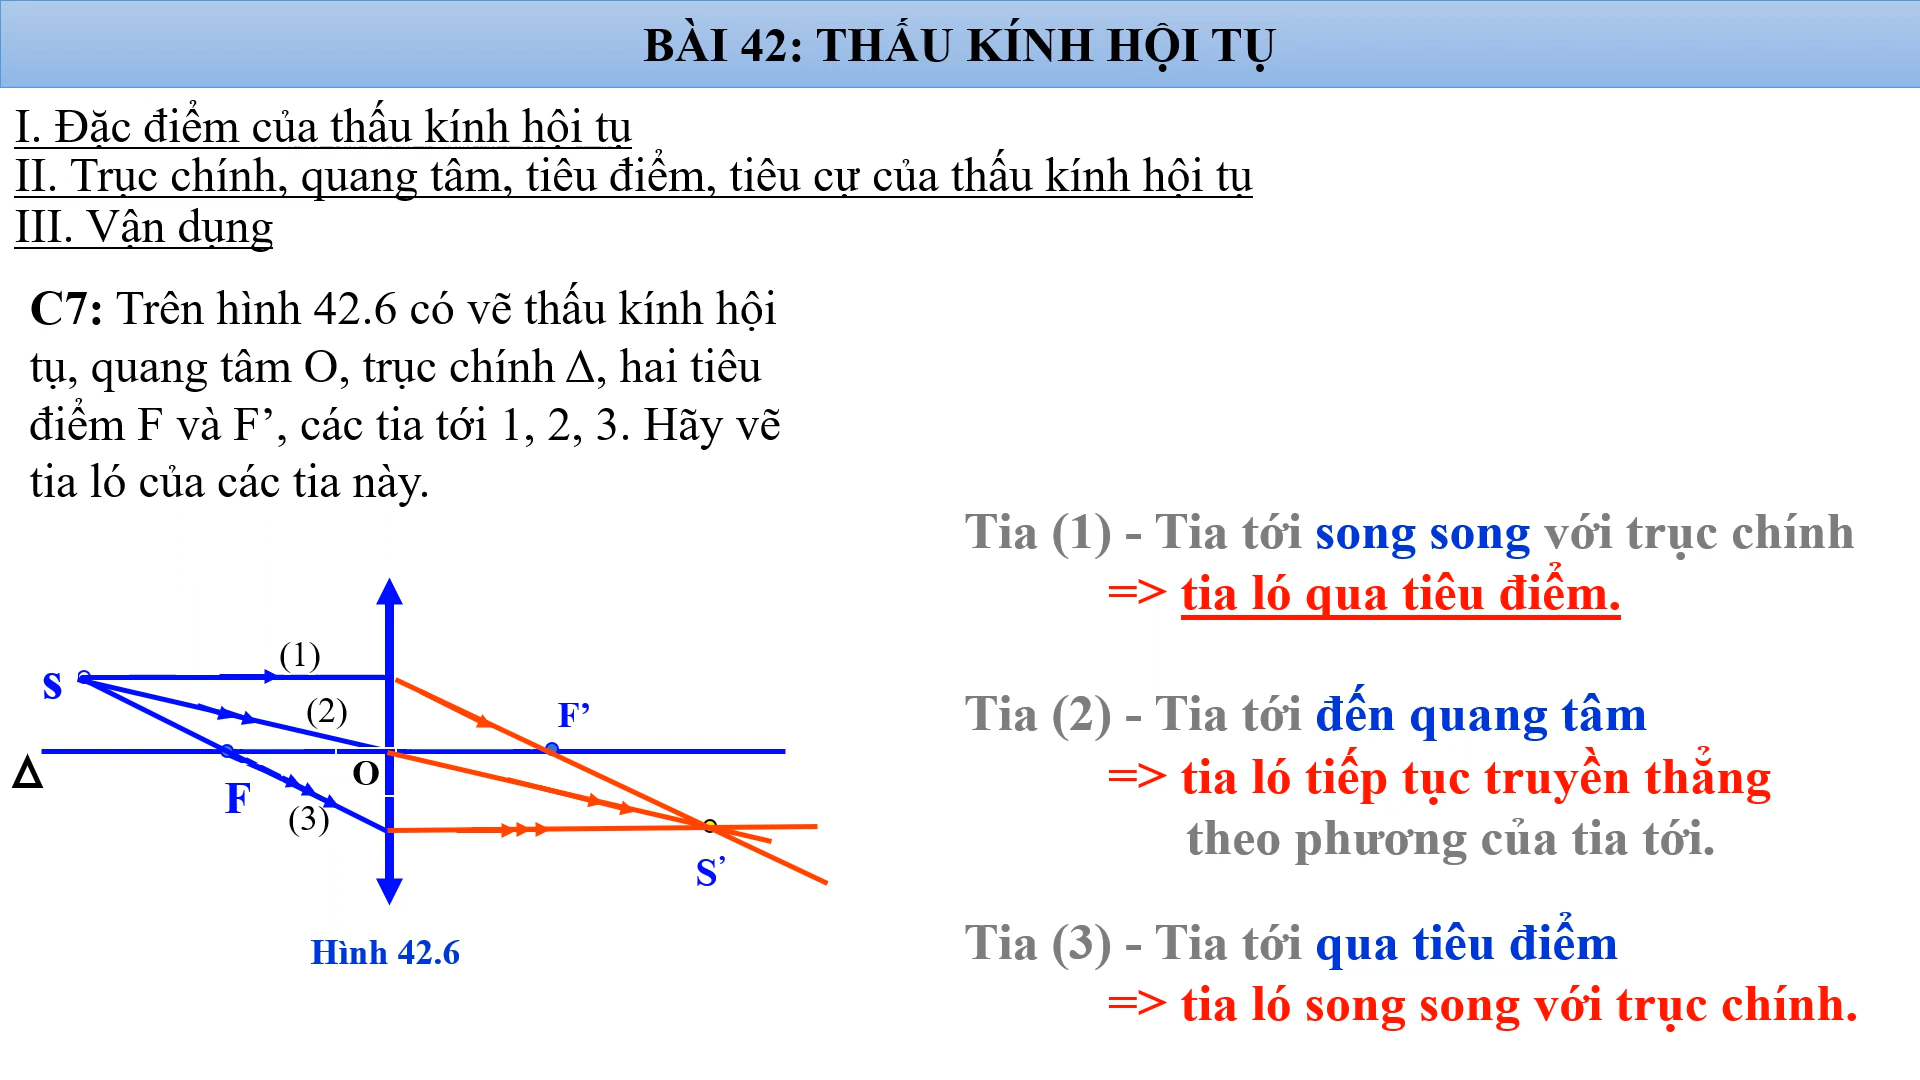 BÀI 42: THẤU KÍNH HỘI TỤ
I. Đặc điểm của thấu kính hội tụ
II. Trục chính, quang tâm, tiêu điểm, tiêu cự của thấu kính hội tụ
III. Vận dụng
C7: Trên hình 42.6 có vẽ thấu kính hội
tụ, quang tâm O, trục chính Δ, hai tiêu
điểm F và F’, các tia tới 1, 2, 3. Hãy vẽ
tia ló của các tia này.
Tia (1) - Tia tới song song với trục chính
=> tia ló qua tiêu điểm.
Tia (2) - Tia tới đến quang tâm
=> tia ló tiếp tục truyền thẳng
theo phương của tia tới.
Tia (3) - Tia tới qua tiêu điểm
=> tia ló song song với trục chính.
(1)
S
(2)
F’
Δ
O
F
(3)
S’
Hình 42.6